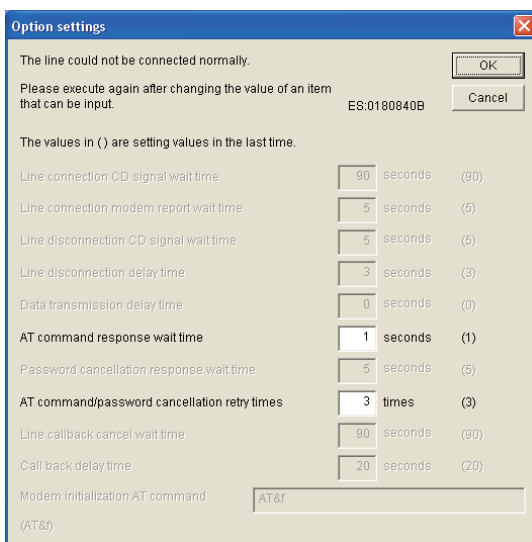 Option settings
The line could not be connected normally.
OK
Please execute again after changing the value of an item
that can be input.
ES:0180840B
Cancel
The values in ( ) are setting values in the last time.
Line connection CD signal wait time 90 seconds (90)
Line connection modem report wait time 5 seconds (5)
Line disconnection CD signal wait time 5 seconds (5)
Line disconnection delay time 3 seconds (3)
Data transmission delay time 0 seconds (0)
AT command response wait time 1 seconds (1)
Password cancellation response wait time 5 seconds (5)
AT command/password cancellation retry times 3 times (3)
Line callback cancel wait time 90 seconds (90)
Call back delay time 20 seconds (20)
Modem initialization AT command AT&f
(AT&f)